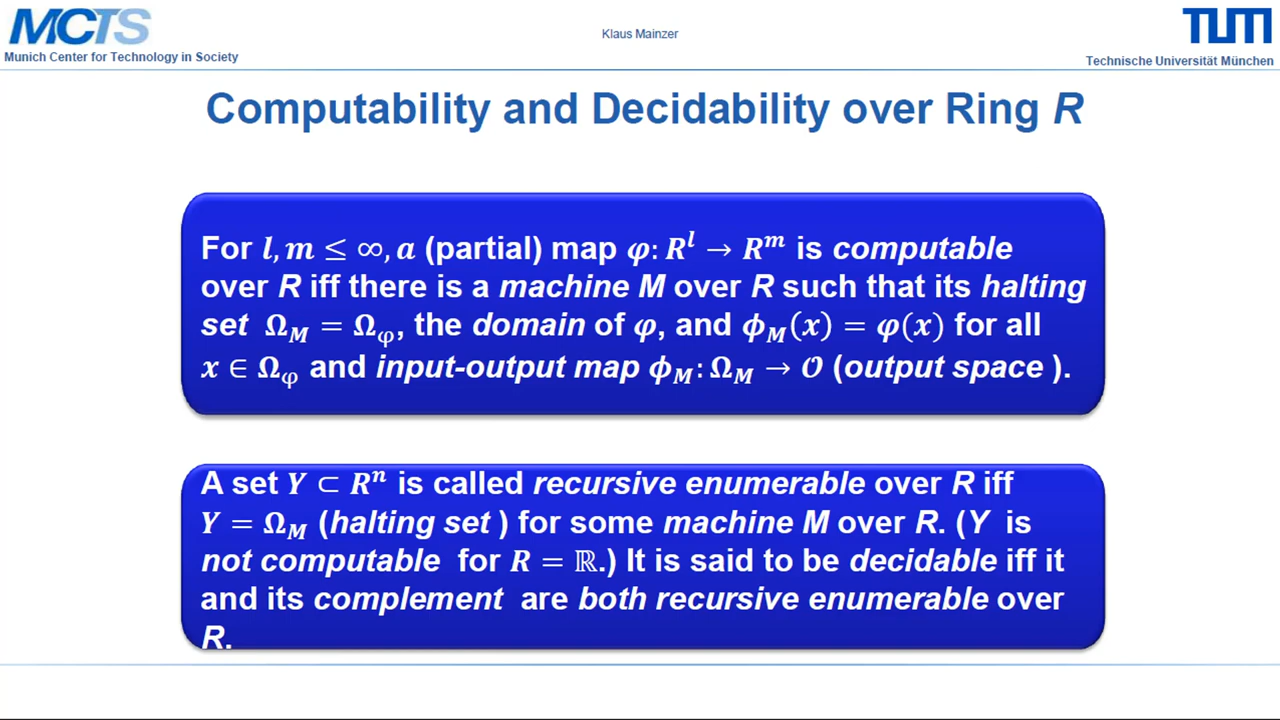 MCTS
Munich Center for Technology in Society
Klaus Mainzer
TUM
Technische Universität München
Computability and Decidability over Ring R
For l, m ≤ ∞, a (partial) map φ: Rˡ → Rᵐ is computable
over R iff there is a machine M over R such that its halting
set Ω_M = Ω_φ, the domain of φ, and ϕ_M(x) = φ(x) for all
x ∈ Ω_φ and input-output map ϕ_M: Ω_M → 𝒪 (output space ).
A set Y ⊂ Rⁿ is called recursive enumerable over R iff
Y = Ω_M (halting set ) for some machine M over R. (Y is
not computable for R = ℝ.) It is said to be decidable iff it
and its complement are both recursive enumerable over
R.